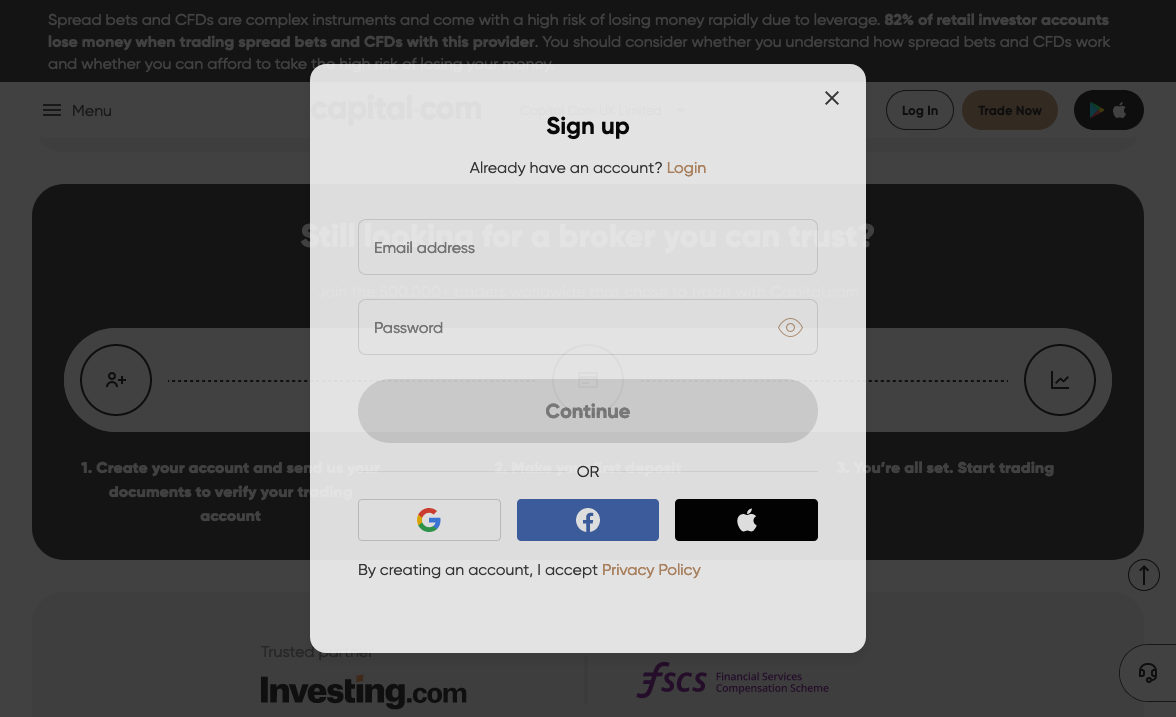 Spread bets and CFDs are complex instruments and come with a high risk of losing money rapidly due to leverage. 82% of retail investor accounts
lose money when trading spread bets and CFDs with this provider. You should consider whether you understand how spread bets and CFDs work
and whether you can afford to take the high risk of losing your money
Menu
capital.com
Log In
Trade Now
Sign up
Already have an account? Login
Still looking for a broker you can trust?
Email address
Password
Continue
1. Create your account and send us your
documents to verify your trading
account
2. Make your first deposit
3. You're all set. Start trading
OR
By creating an account, I accept Privacy Policy
Trusted partner
Investing.com
fscs
Financial Services
Compensation Scheme